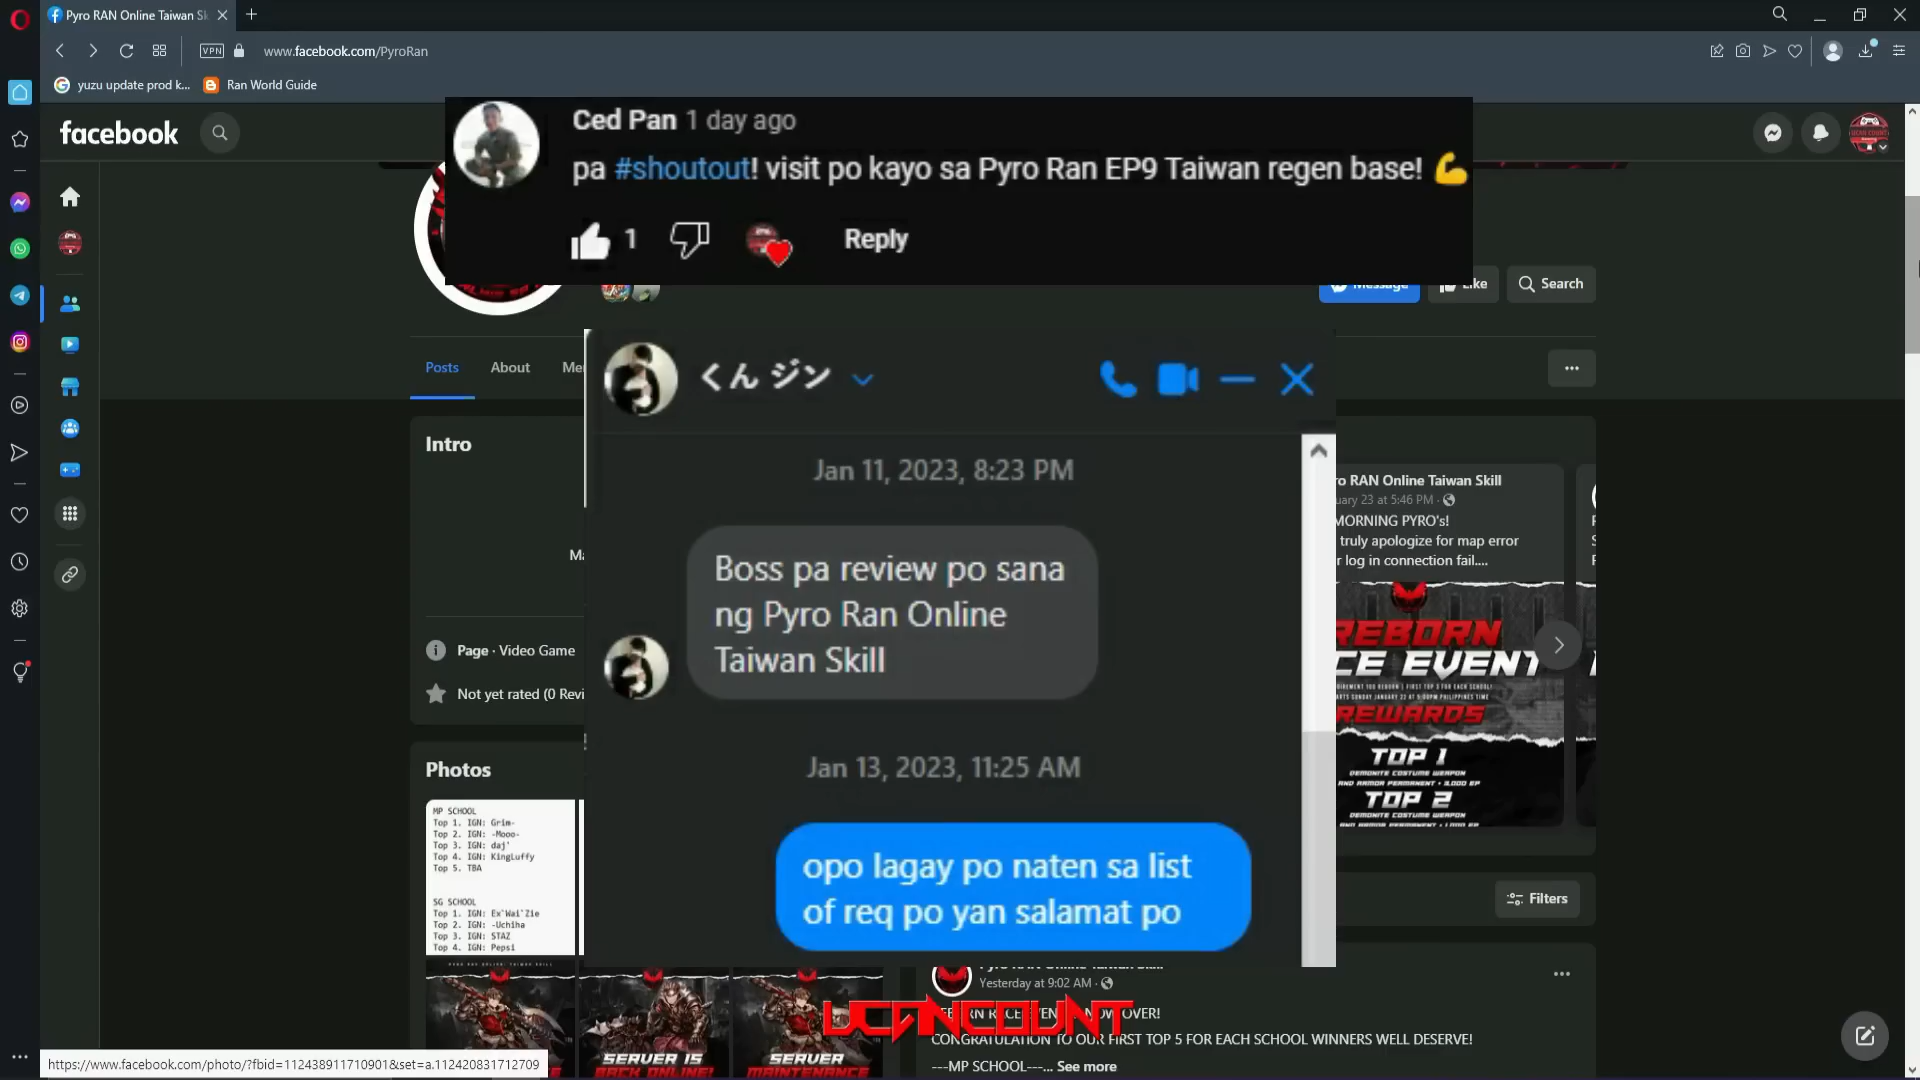 Pyro RAN Online Taiwan Sk
VPN
www.facebook.com/PyroRan
yuzu update prod k...
Ran World Guide
facebook
Ced Pan 1 day ago
pa #shoutout! visit po kayo sa Pyro Ran EP9 Taiwan regen base! 💪
1
Reply
Message
Like
Search
Posts
About
くん ジン
Jan 11, 2023, 8:23 PM
Boss pa review po sana
ng Pyro Ran Online
Taiwan Skill
Jan 13, 2023, 11:25 AM
opo lagay po naten sa list
of req po yan salamat po
Intro
Page · Video Game
Not yet rated (0 Revi
Photos
MP SCHOOL
Top 1. IGN: Grim-
Top 2. IGN: -Mooo-
Top 3. IGN: daj'
Top 4. IGN: KingLuffy
Top 5. TBA
SG SCHOOL
Top 1. IGN: Ex'Wai'Zie
Top 2. IGN: -Uchiha
Top 3. IGN: STAZ
Top 4. IGN: Pepsi
SERVER IS
BACK ONLINE!
SERVER
MAINTENANCE
ro RAN Online Taiwan Skill
uary 23 at 5:46 PM ·
MORNING PYRO's!
truly apologize for map error
r log in connection fail....
REBORN
CE EVENT
REWARDS
TOP 1
DEMONITE COSTUME WEAPON
TOP 2
DEMONITE COSTUME WEAPON
Filters
Pyro RAN Online Taiwan Skill
Yesterday at 9:02 AM ·
NOW OVER!
CONGRATULATION TO OUR FIRST TOP 5 FOR EACH SCHOOL WINNERS WELL DESERVE!
---MP SCHOOL---... See more
UCANCOUNT
https://www.facebook.com/photo/?fbid=112438911710901&set=a.112420831712709